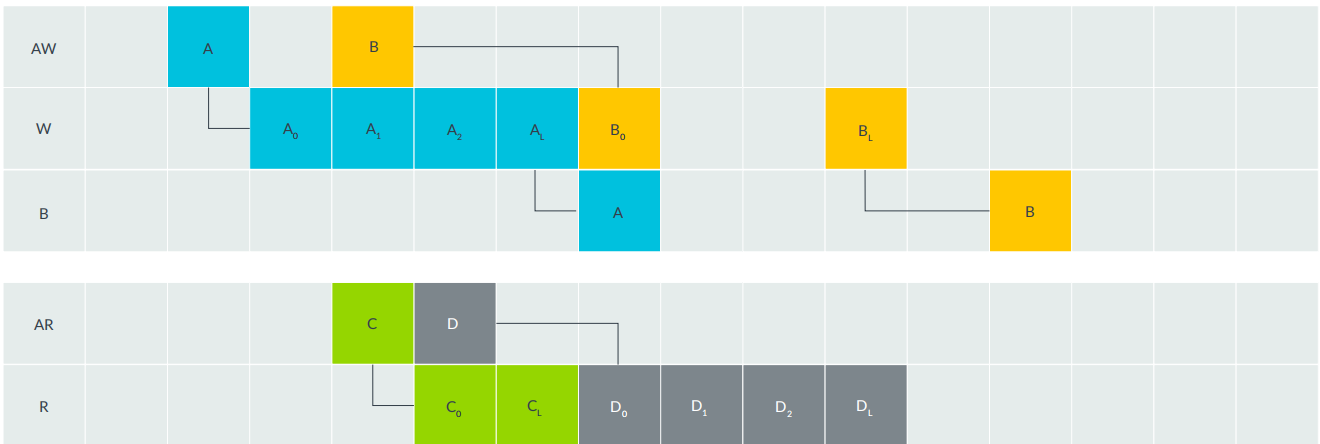 AW A B
W A0 A1 A2 AL B0 BL
B A B
AR C D
R C0 CL D0 D1 D2 DL